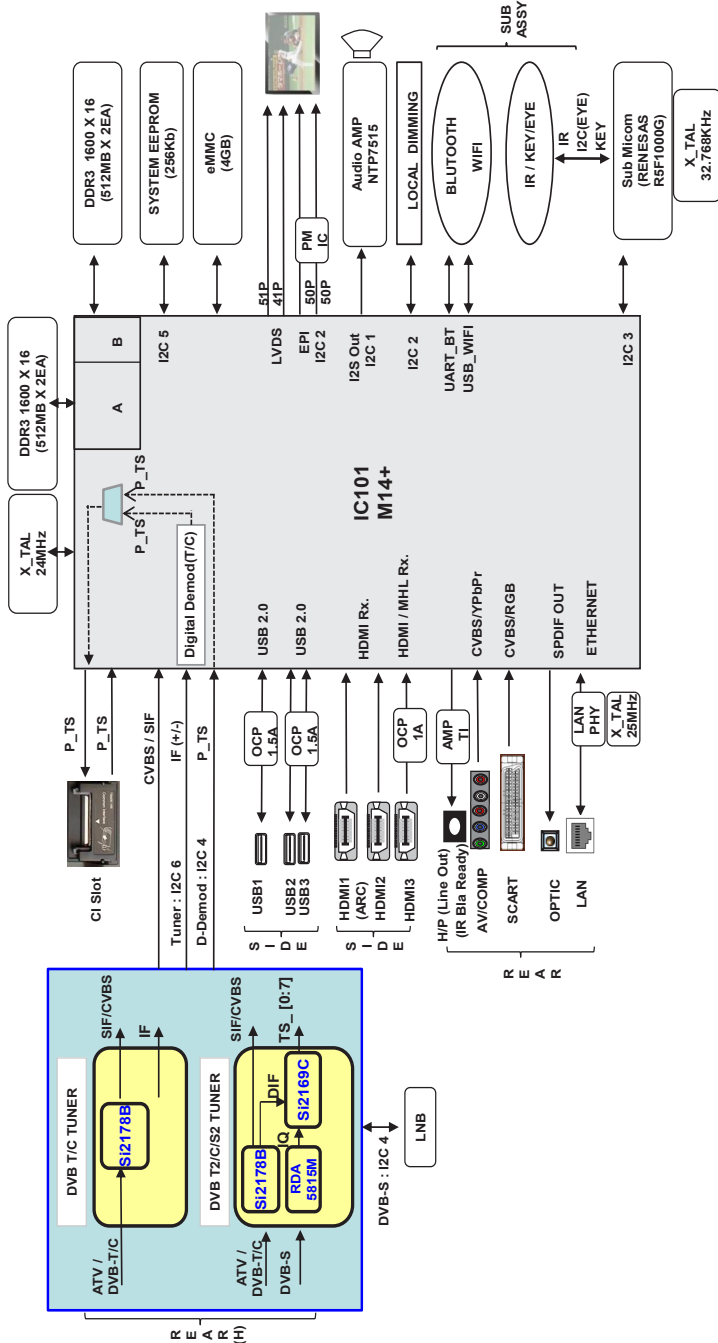 REAR
(H)
DVB T/C TUNER
ATV /
DVB-T/C
Si2178B
SIF/CVBS
IF
DVB T2/C/S2 TUNER
ATV /
DVB-T/C
DVB-S
Si2178B
DIF
IQ
RDA
5815M
Si2169C
SIF/CVBS
TS_ [0:7]
DVB-S : I2C 4
LNB
CI Slot
P_TS
P_TS
CVBS / SIF
Tuner : I2C 6
IF (+/-)
D-Demod : I2C 4
P_TS
SIDE
USB1
USB2
USB3
OCP
1.5A
OCP
1.5A
USB 2.0
USB 2.0
SIDE
HDMI1
(ARC)
HDMI2
HDMI3
OCP
1A
HDMI Rx.
HDMI / MHL Rx.
REAR
H/P (Line Out)
(IR Bla Ready)
AV/COMP
SCART
OPTIC
LAN
AMP
TI
LAN
PHY
X_TAL
25MHz
CVBS/YPbPr
CVBS/RGB
SPDIF OUT
ETHERNET
X_TAL
24MHz
DDR3 1600 X 16
(512MB X 2EA)
A
B
P_TS
P_TS
Digital Demod(T/C)
IC101
M14+
I2C 5
LVDS
EPI
I2C 2
I2S Out
I2C 1
I2C 2
UART_BT
USB_WIFI
I2C 3
51P
41P
50P
50P
PM
IC
DDR3 1600 X 16
(512MB X 2EA)
SYSTEM EEPROM
(256Kb)
eMMC
(4GB)
Audio AMP
NTP7515
LOCAL DIMMING
BLUTOOTH
WIFI
IR / KEY/EYE
SUB
ASSY
IR
I2C(EYE)
KEY
Sub Micom
(RENESAS
R5F1000G)
X_TAL
32.768KHz